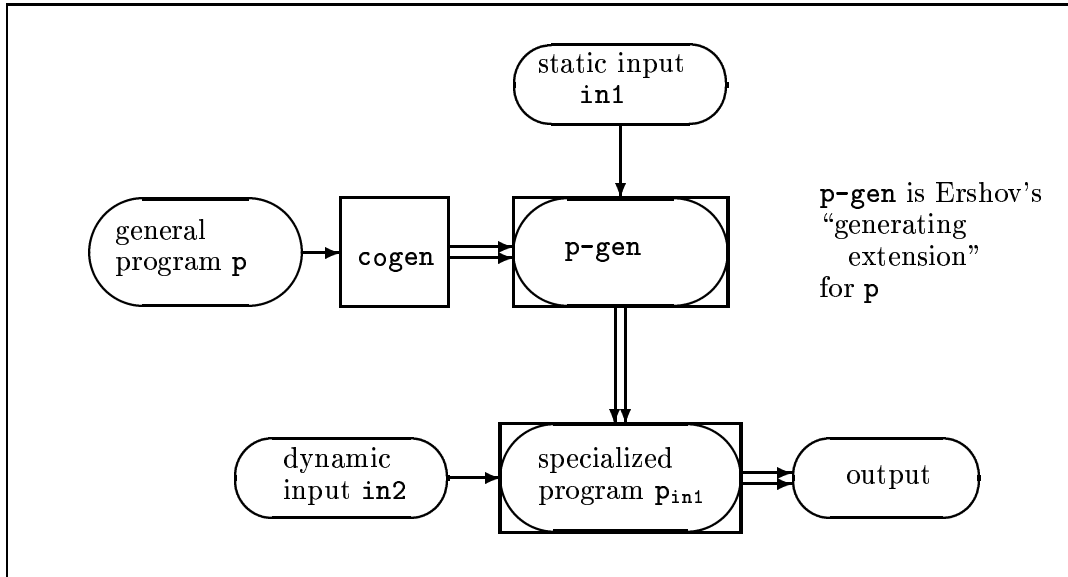 static input
in1
general
program p
cogen
p-gen
p-gen is Ershov's
“generating
extension”
for p
dynamic
input in2
specialized
program p_in1
output